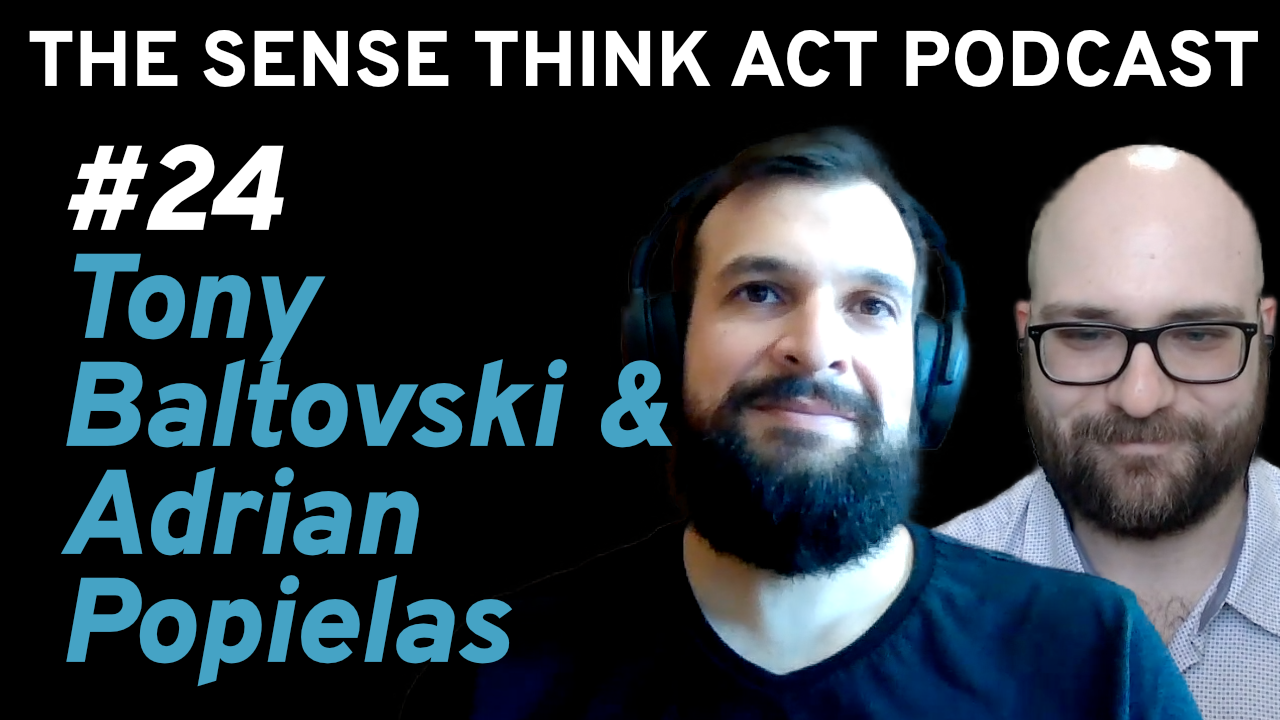 THE SENSE THINK ACT PODCAST
#24
Tony
Baltovski &
Adrian
Popielas